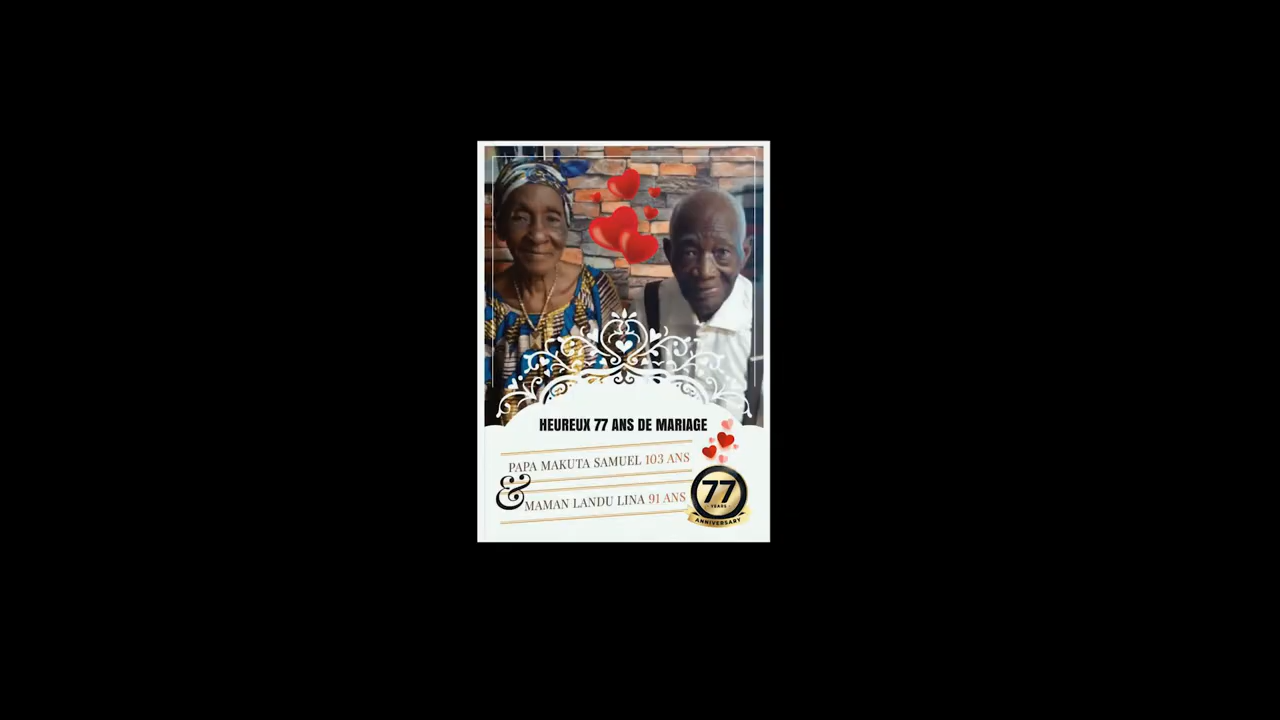 HEUREUX 77 ANS DE MARIAGE
PAPA MAKUTA SAMUEL 103 ANS
&
MAMAN LANDU LINA 91 ANS
77
YEARS
ANNIVERSARY